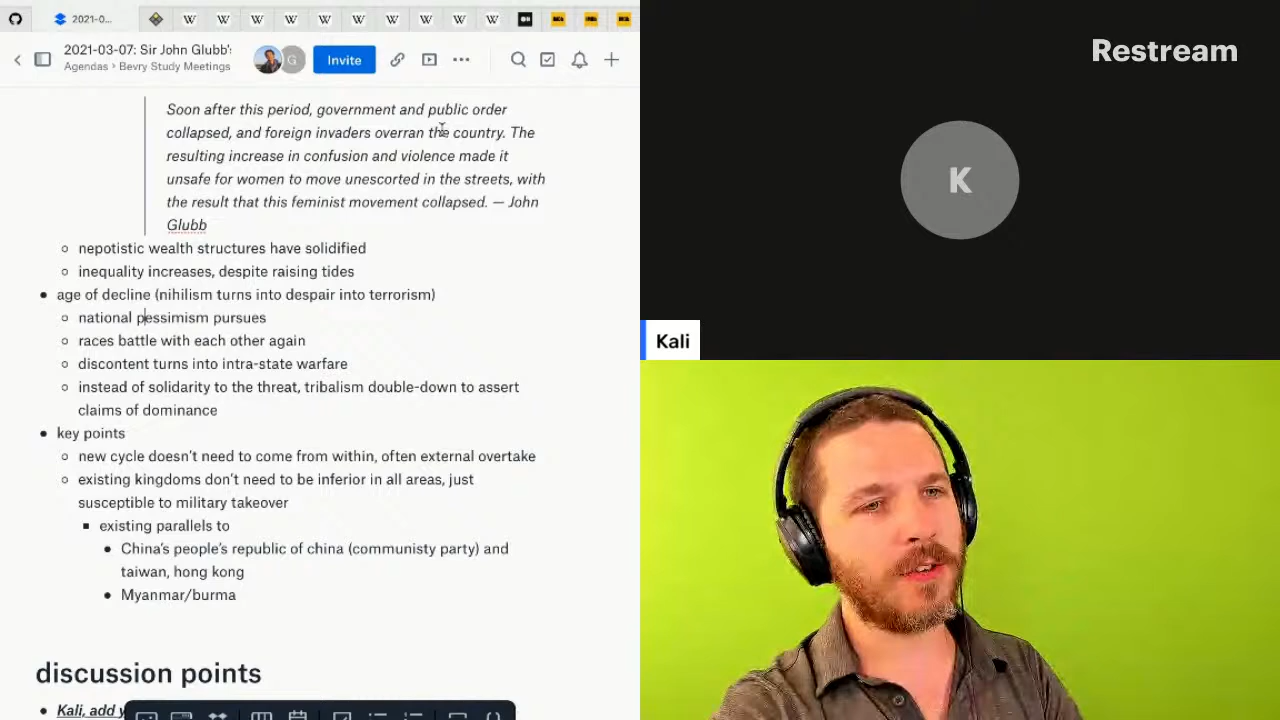 2021-0...
2021-03-07: Sir John Glubb':
Agendas > Bevry Study Meetings
G
Invite
Restream
Soon after this period, government and public order
collapsed, and foreign invaders overran the country. The
resulting increase in confusion and violence made it
unsafe for women to move unescorted in the streets, with
the result that this feminist movement collapsed. — John
Glubb
nepotistic wealth structures have solidified
inequality increases, despite raising tides
age of decline (nihilism turns into despair into terrorism)
national pessimism pursues
races battle with each other again
discontent turns into intra-state warfare
instead of solidarity to the threat, tribalism double-down to assert
claims of dominance
key points
new cycle doesn't need to come from within, often external overtake
existing kingdoms don't need to be inferior in all areas, just
susceptible to military takeover
existing parallels to
China's people's republic of china (communisty party) and
taiwan, hong kong
Myanmar/burma
discussion points
Kali, add y
K
Kali